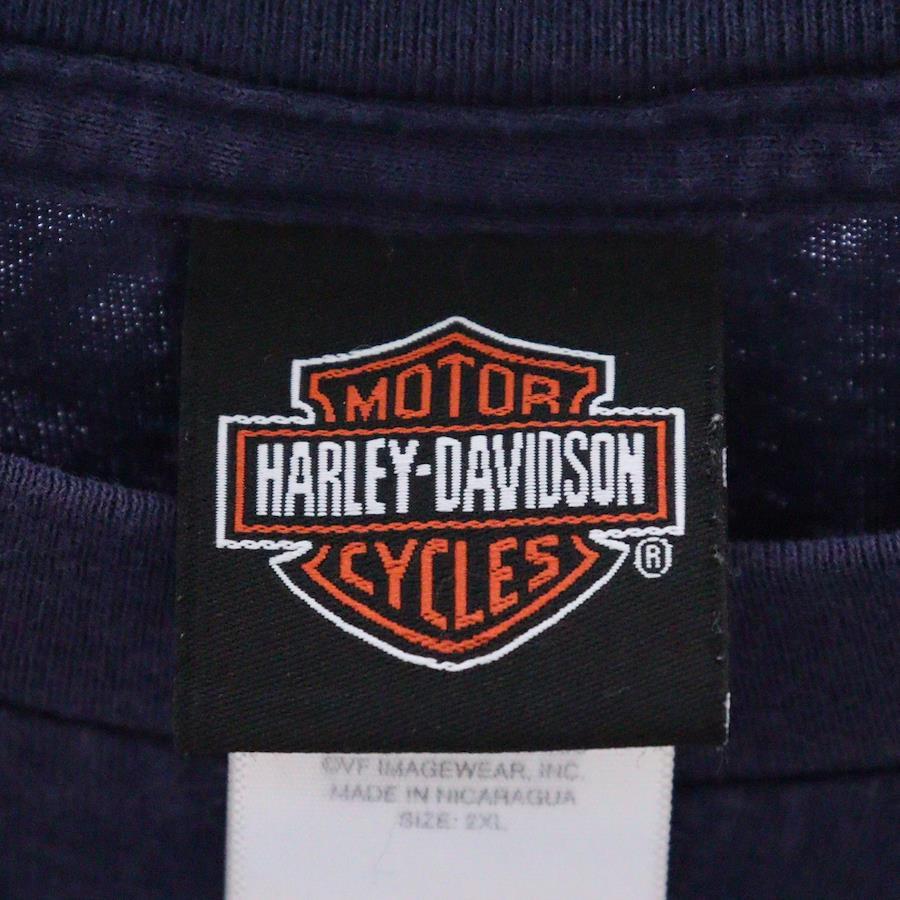 MOTOR
HARLEY-DAVIDSON
CYCLES
®
©VF IMAGEWEAR, INC.
MADE IN NICARAGUA
SIZE: 2XL